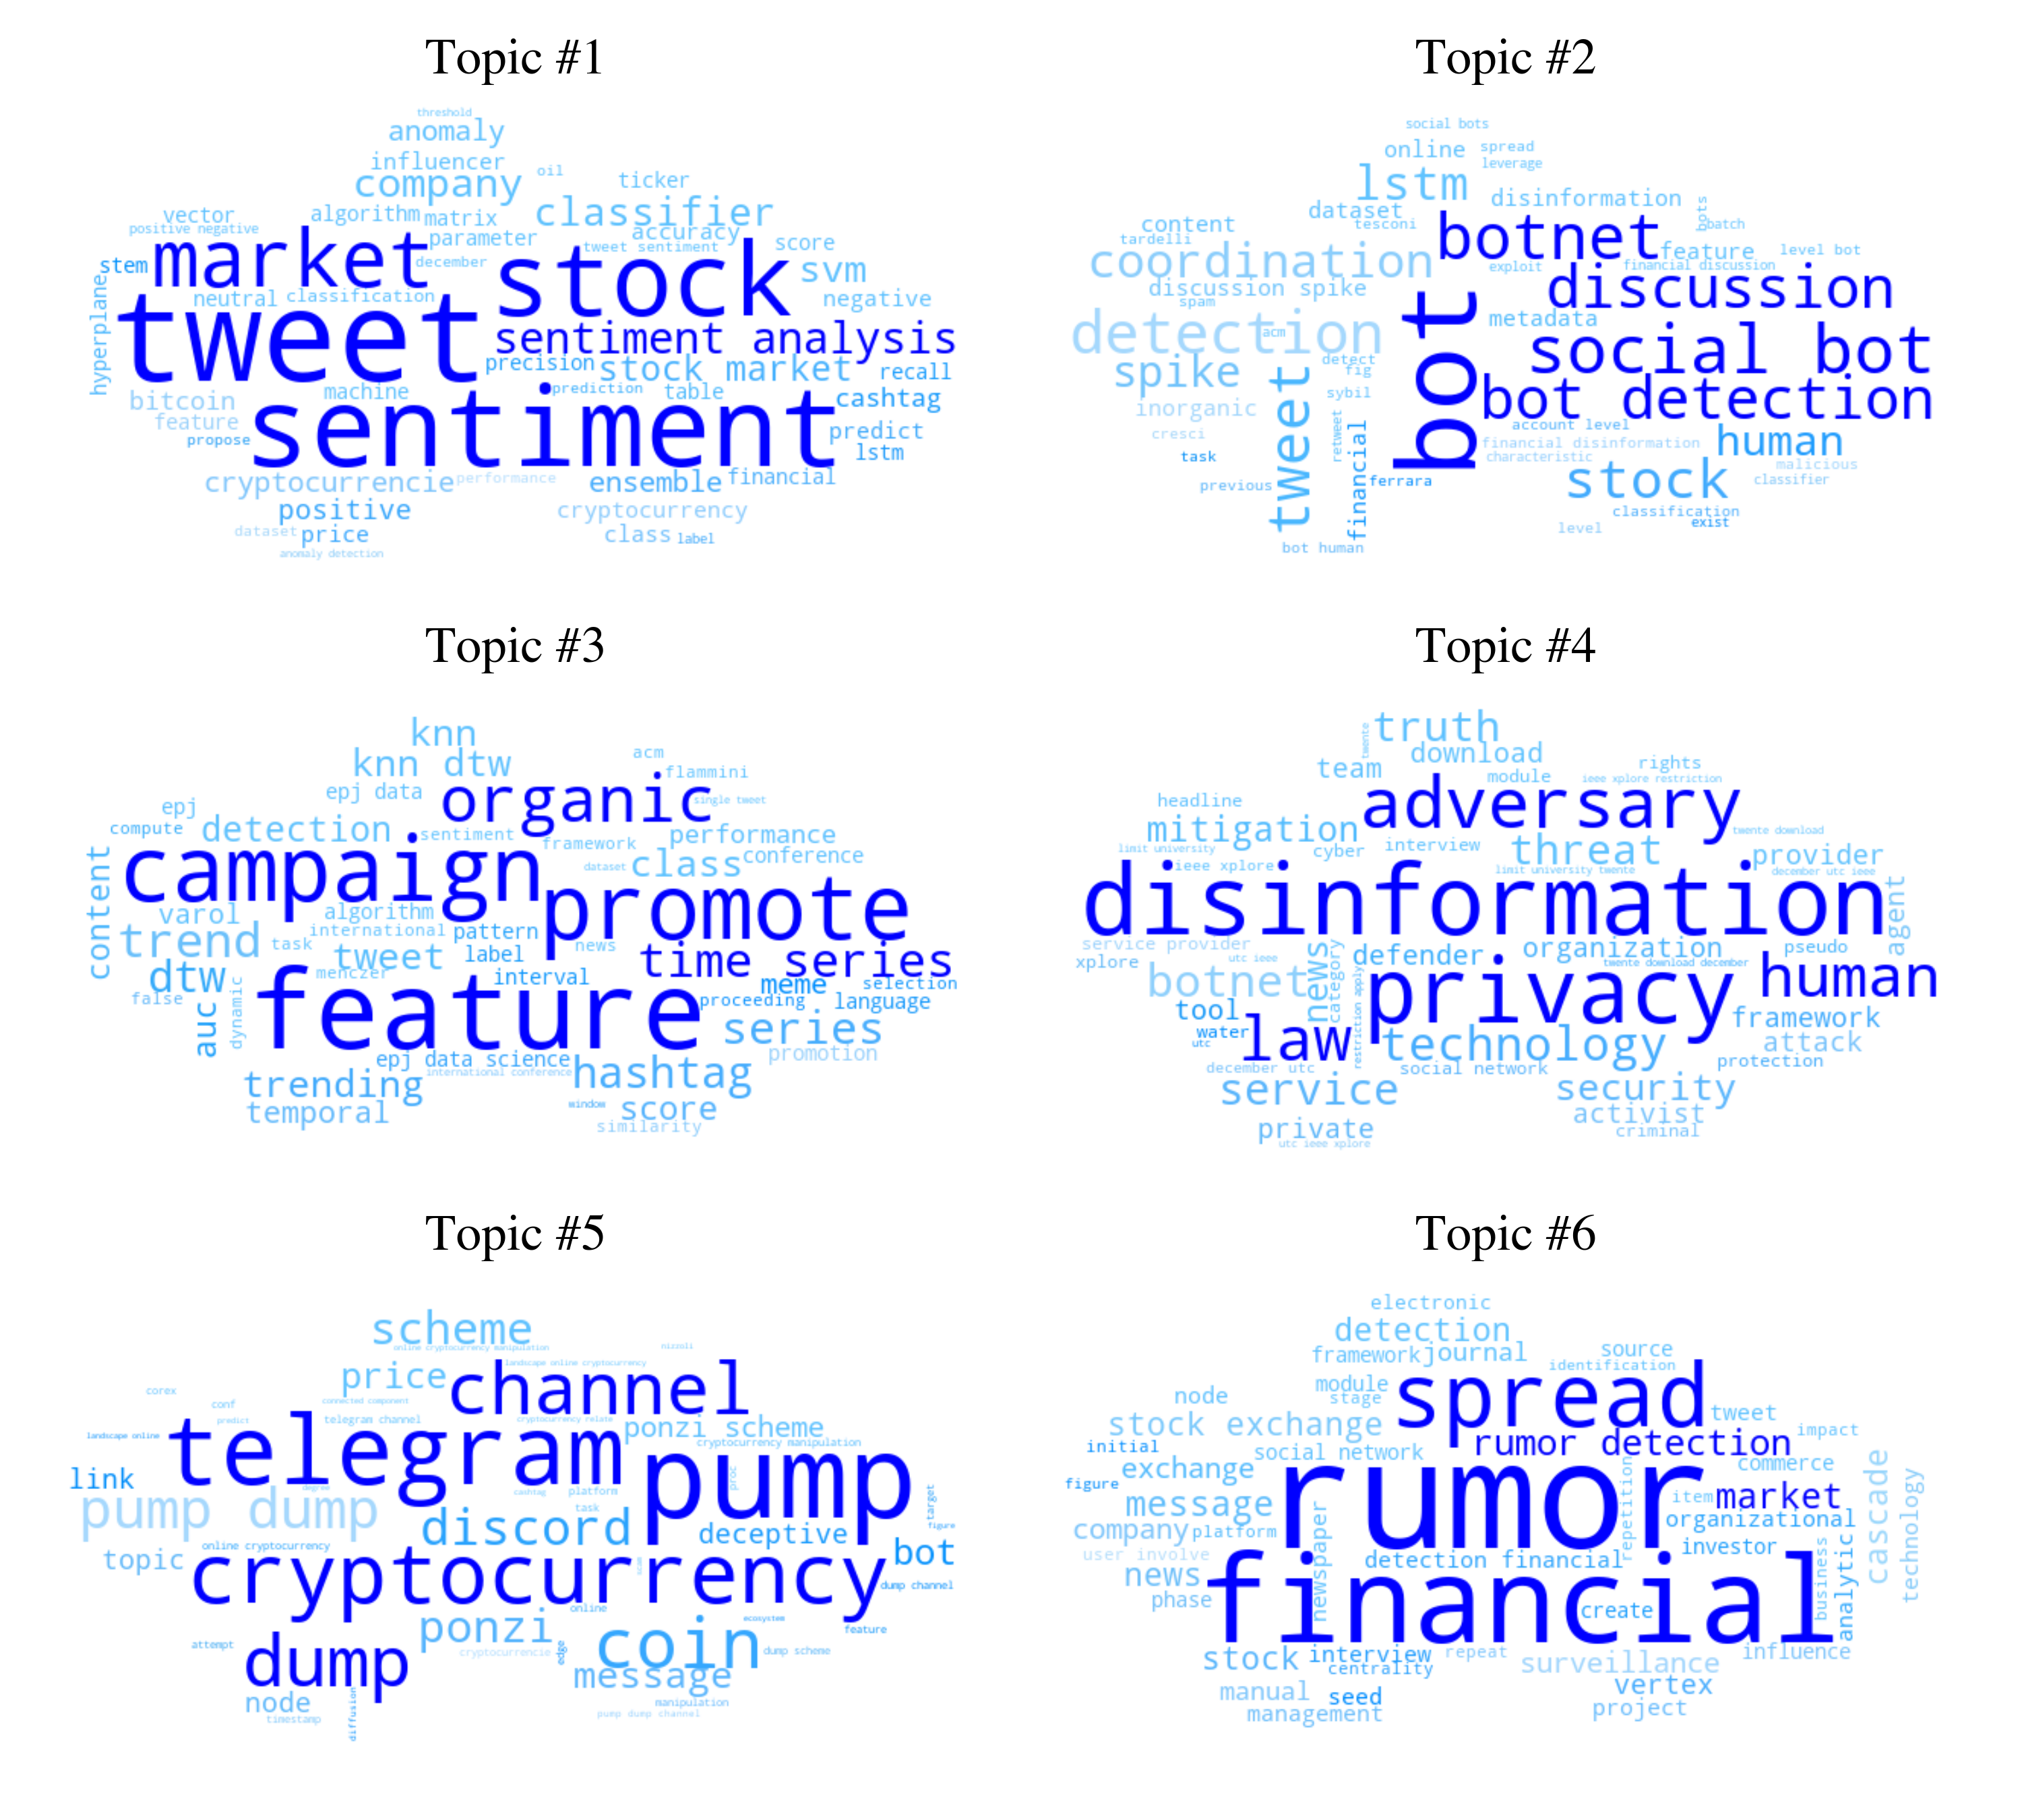 Topic #1
threshold
anomaly
influencer
oil
company
ticker
vector
algorithm
matrix
classifier
positive negative
parameter
accuracy
market
tweet sentiment
score
stem
december
stock
svm
hyperplane
neutral
classification
negative
tweet
sentiment analysis
precision
stock market
recall
bitcoin
machine
prediction
table
cashtag
feature
sentiment
propose
predict
lstm
cryptocurrencie
performance
ensemble
financial
positive
cryptocurrency
dataset
price
class
label
anomaly detection
Topic #2
social bots
online
spread
leverage
lstm
disinformation
content
dataset
tesconi
bots
batch
tardelli
botnet
feature
level bot
coordination
exploit
financial discussion
discussion spike
discussion
spam
metadata
detection
acm
bot
social bot
detect
fig
spike
tweet
sybil
bot detection
inorganic
retweet
financial
account level
cresci
human
financial disinformation
task
characteristic
malicious
previous
ferrara
stock
classifier
classification
exist
level
bot human
Topic #3
knn
knn dtw
acm
flammini
epj data
organic
single tweet
epj
compute
detection
sentiment
framework
performance
content
campaign
dataset
class
conference
varol
algorithm
promote
trend
international
pattern
task
tweet
label
news
time series
dtw
menczer
interval
meme
selection
false
dynamic
auc
feature
proceeding
language
series
epj data science
promotion
trending
international conference
hashtag
temporal
window
score
similarity
Topic #4
truth
twente
download
team
module
rights
ieee xplore restriction
headline
adversary
mitigation
twente download
limit university
cyber
interview
threat
provider
ieee xplore
limit university twente
december utc ieee
disinformation
agent
service provider
news
category
defender
organization
pseudo
xplore
utc ieee
twente download december
botnet
restriction apply
privacy
human
tool
water
utc
law
technology
framework
attack
december utc
social network
protection
service
security
activist
private
criminal
utc ieee xplore
Topic #5
scheme
online cryptocurrency manipulation
nizzoli
landscape online cryptocurrency
price
channel
corex
conf
connected component
predict
telegram channel
cryptocurrency relate
ponzi scheme
landscape online
telegram
cryptocurrency manipulation
pump
link
proc
degree
cashtag
platform
target
pump dump
task
figure
discord
deceptive
topic
online cryptocurrency
bot
cryptocurrency
dump channel
online
ponzi
ecosystem
feature
attempt
coin
dump
cryptocurrencie
edge
dump scheme
message
node
diffusion
manipulation
timestamp
pump dump channel
Topic #6
electronic
detection
framework
journal
source
identification
module
stage
node
spread
stock exchange
tweet
initial
social network
rumor detection
impact
figure
exchange
commerce
cascade
rumor
repetition
technology
message
item
market
newspaper
company
platform
organizational
user involve
detection financial
investor
news
financial
business
analytic
phase
create
stock
interview
repeat
influence
centrality
surveillance
manual
seed
vertex
management
project